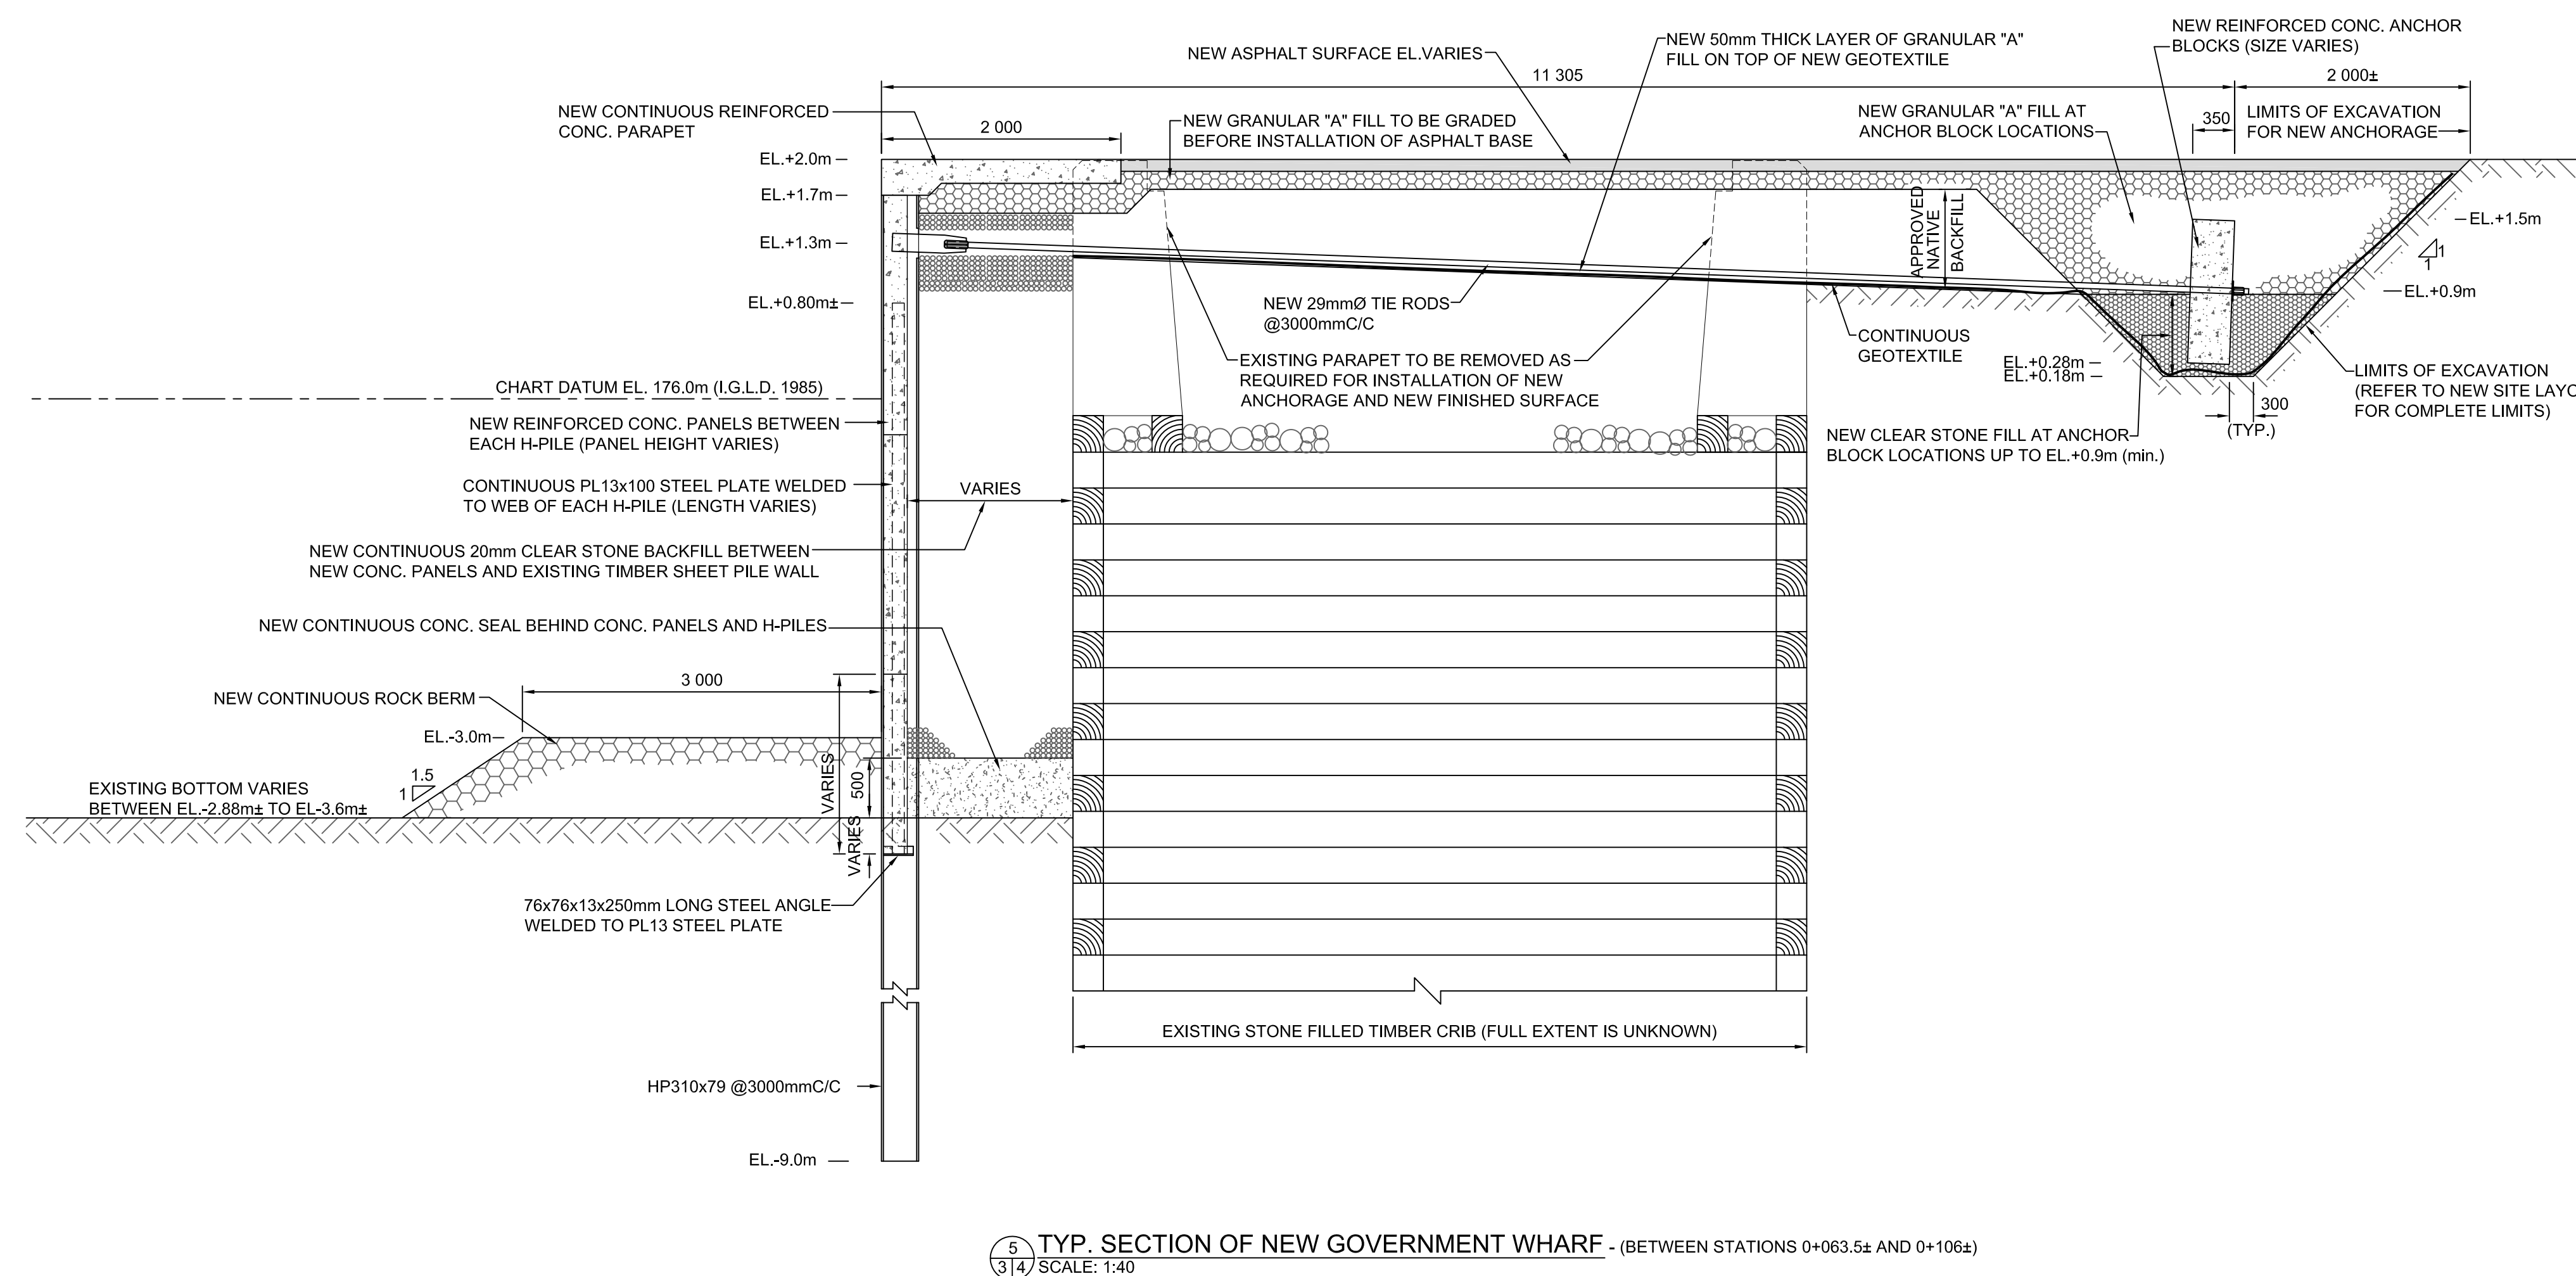 NEW REINFORCED CONC. ANCHOR
BLOCKS (SIZE VARIES)
NEW ASPHALT SURFACE EL.VARIES
NEW 50mm THICK LAYER OF GRANULAR "A"
FILL ON TOP OF NEW GEOTEXTILE
11 305
2 000±
NEW CONTINUOUS REINFORCED
CONC. PARAPET
2 000
NEW GRANULAR "A" FILL TO BE GRADED
BEFORE INSTALLATION OF ASPHALT BASE
NEW GRANULAR "A" FILL AT
ANCHOR BLOCK LOCATIONS
350
LIMITS OF EXCAVATION
FOR NEW ANCHORAGE
EL.+2.0m
EL.+1.7m
EL.+1.3m
EL.+0.80m±
APPROVED
NATIVE
BACKFILL
EL.+1.5m
1
1
EL.+0.9m
NEW 29mmØ TIE RODS
@3000mmC/C
CONTINUOUS
GEOTEXTILE
EXISTING PARAPET TO BE REMOVED AS
REQUIRED FOR INSTALLATION OF NEW
ANCHORAGE AND NEW FINISHED SURFACE
EL.+0.28m
EL.+0.18m
LIMITS OF EXCAVATION
(REFER TO NEW SITE LAYO
FOR COMPLETE LIMITS)
300
(TYP.)
NEW CLEAR STONE FILL AT ANCHOR
BLOCK LOCATIONS UP TO EL.+0.9m (min.)
CHART DATUM EL. 176.0m (I.G.L.D. 1985)
NEW REINFORCED CONC. PANELS BETWEEN
EACH H-PILE (PANEL HEIGHT VARIES)
CONTINUOUS PL13x100 STEEL PLATE WELDED
TO WEB OF EACH H-PILE (LENGTH VARIES)
VARIES
NEW CONTINUOUS 20mm CLEAR STONE BACKFILL BETWEEN
NEW CONC. PANELS AND EXISTING TIMBER SHEET PILE WALL
NEW CONTINUOUS CONC. SEAL BEHIND CONC. PANELS AND H-PILES
3 000
NEW CONTINUOUS ROCK BERM
EL.-3.0m
1.5
1
EXISTING BOTTOM VARIES
BETWEEN EL.-2.88m± TO EL-3.6m±
VARIES
500
VARIES
76x76x13x250mm LONG STEEL ANGLE
WELDED TO PL13 STEEL PLATE
EXISTING STONE FILLED TIMBER CRIB (FULL EXTENT IS UNKNOWN)
HP310x79 @3000mmC/C
EL.-9.0m
5
3 4
TYP. SECTION OF NEW GOVERNMENT WHARF - (BETWEEN STATIONS 0+063.5± AND 0+106±)
SCALE: 1:40